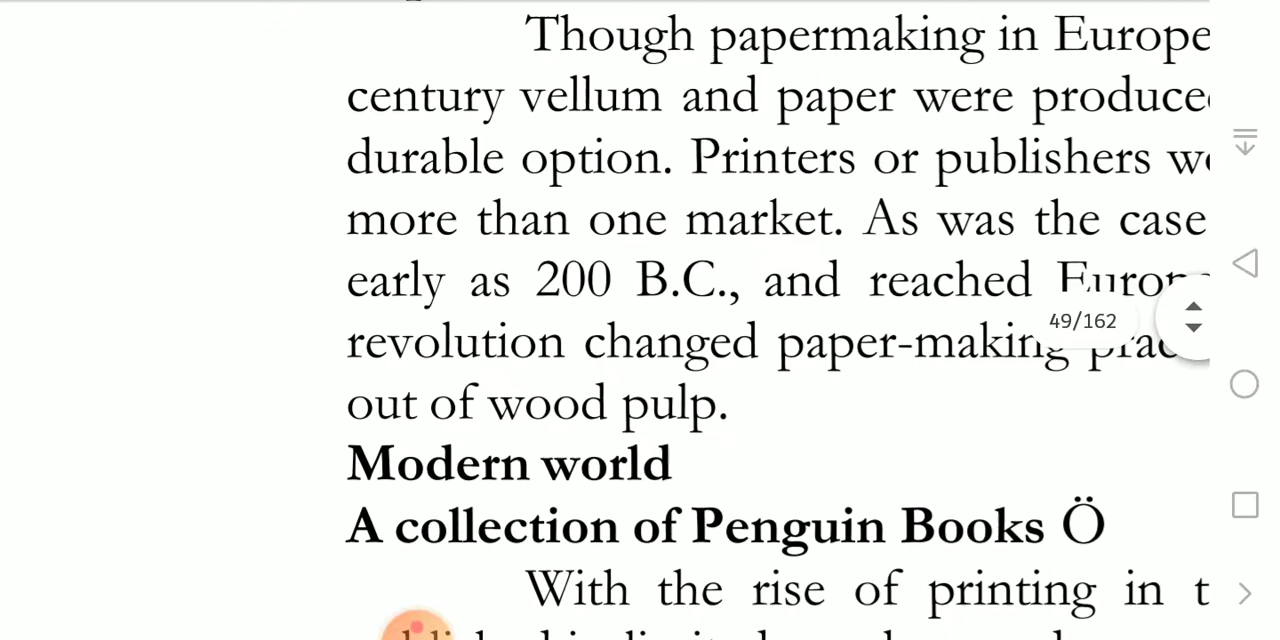 Though papermaking in Europe
century vellum and paper were produce
durable option. Printers or publishers
more than one market. As was the case
early as 200 B.C., and reached
49/162
revolution changed paper-making
out of wood pulp.
Modern world
A collection of Penguin Books Ö
With the rise of printing in t